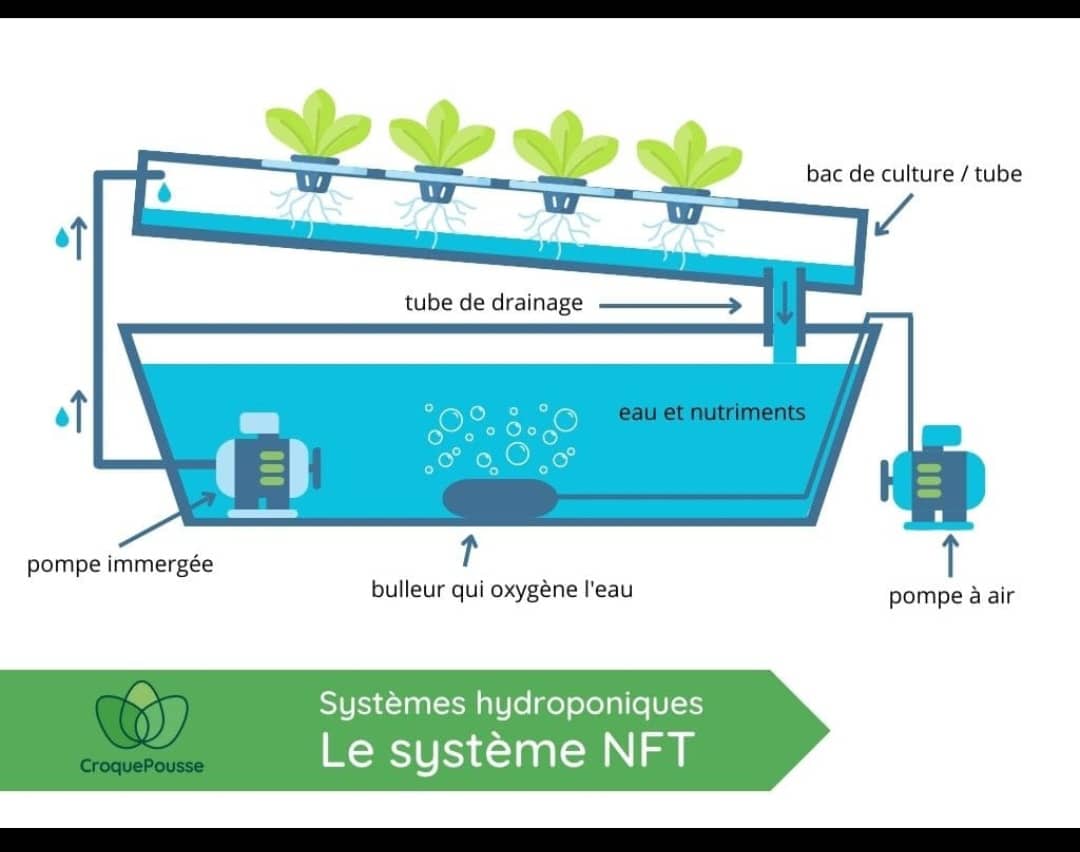 bac de culture / tube
tube de drainage
eau et nutriments
pompe immergée
bulleur qui oxygène l'eau
pompe à air
CroquePousse
Systèmes hydroponiques
Le système NFT